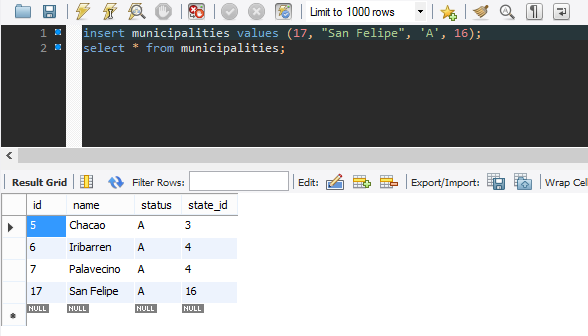 Limit to 1000 rows
1 insert municipalities values (17, "San Felipe", 'A', 16);
2 select * from municipalities;
Result Grid Filter Rows: Edit: Export/Import: Wrap Cel
id name status state_id
5 Chacao A 3
6 Iribarren A 4
7 Palavecino A 4
17 San Felipe A 16
NULL NULL NULL NULL